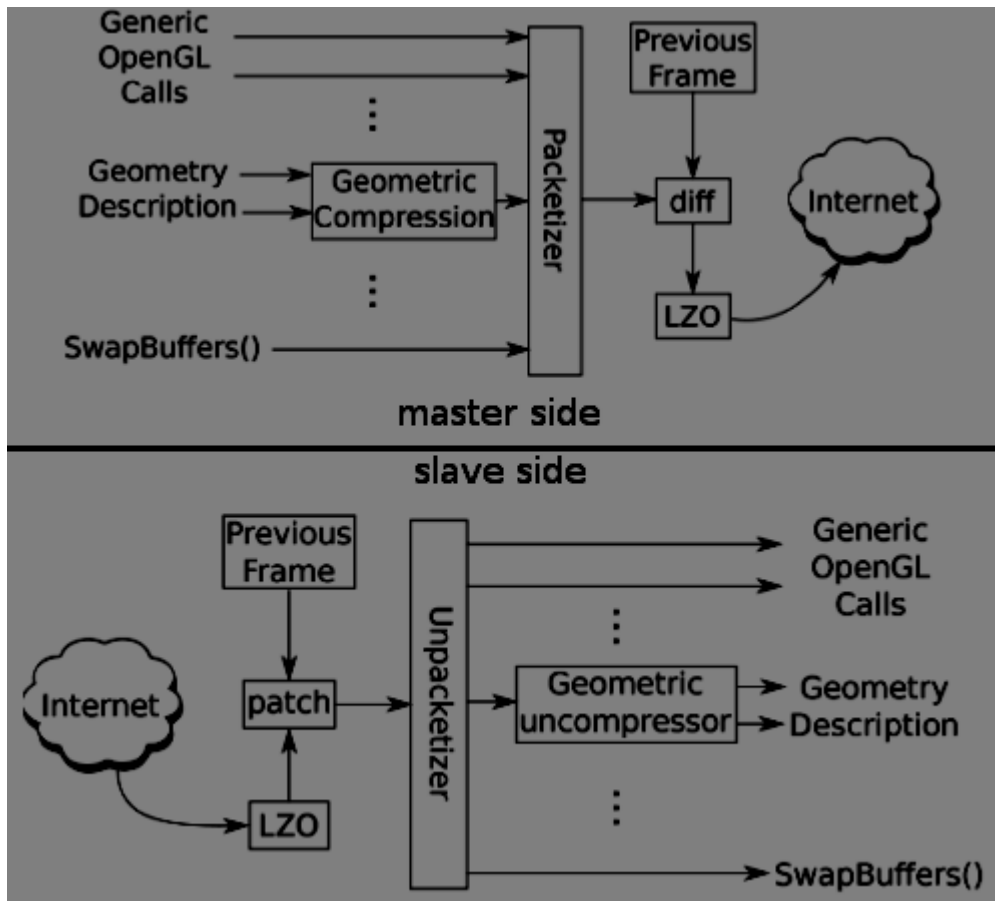 Generic
OpenGL
Calls
Previous
Frame
Geometry
Description
Geometric
Compression
Packetizer
diff
Internet
LZO
SwapBuffers()
master side
slave side
Previous
Frame
Generic
OpenGL
Calls
Internet
patch
Unpacketizer
Geometric
uncompressor
Geometry
Description
LZO
SwapBuffers()